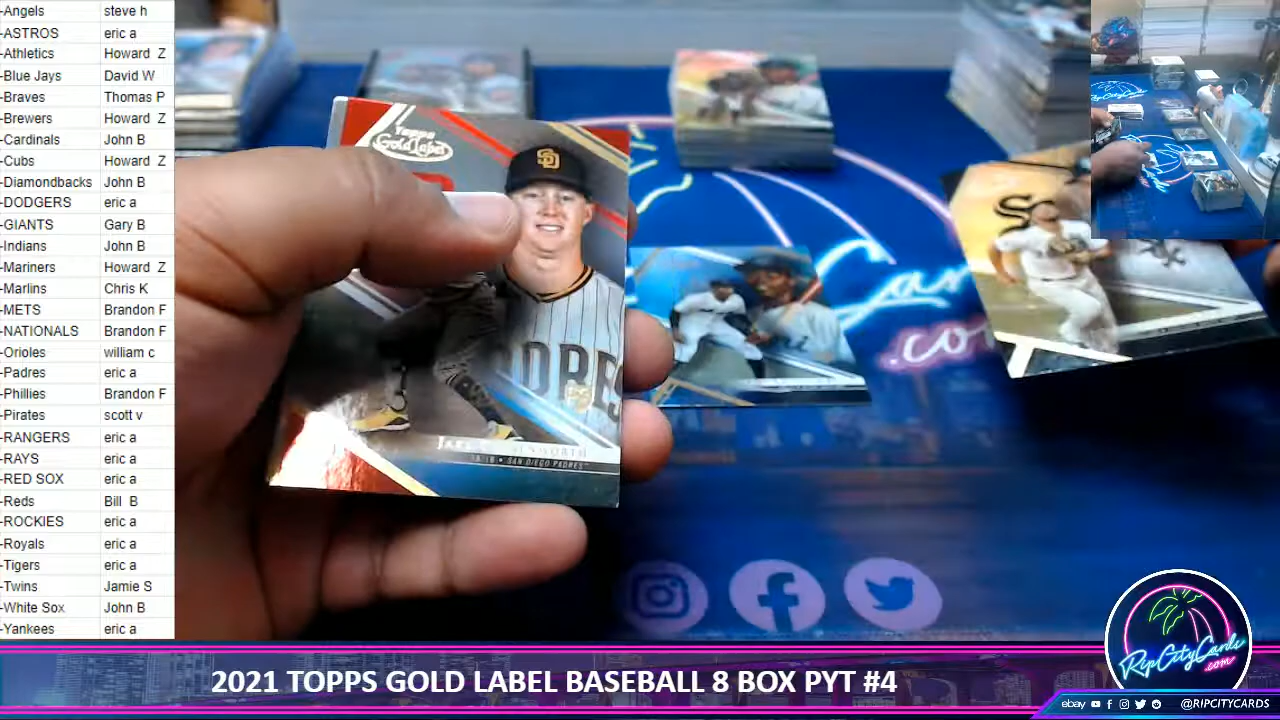 -Angels steve h
-ASTROS eric a
-Athletics Howard Z
-Blue Jays David W
-Braves Thomas P
-Brewers Howard Z
-Cardinals John B
-Cubs Howard Z
-Diamondbacks John B
-DODGERS eric a
-GIANTS Gary B
-Indians John B
-Mariners Howard Z
-Marlins Chris K
-METS Brandon F
-NATIONALS Brandon F
-Orioles william c
-Padres eric a
-Phillies Brandon F
-Pirates scott v
-RANGERS eric a
-RAYS eric a
-RED SOX eric a
-Reds Bill B
-ROCKIES eric a
-Royals eric a
-Tigers eric a
-Twins Jamie S
-White Sox John B
-Yankees eric a
Topps
Gold Label
SD
SAN DIEGO PADRES
.co
RipCityCards
.com
2021 TOPPS GOLD LABEL BASEBALL 8 BOX PYT #4
ebay @RIPCITYCARDS